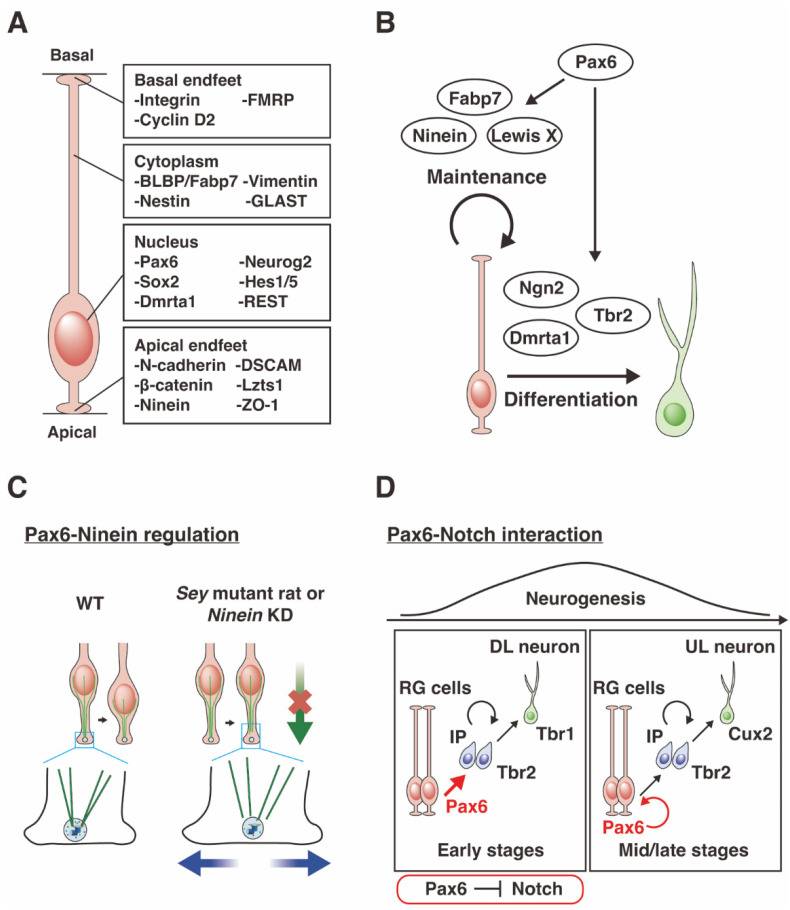 A
Basal
Basal endfeet
-Integrin -FMRP
-Cyclin D2
Cytoplasm
-BLBP/Fabp7 -Vimentin
-Nestin -GLAST
Nucleus
-Pax6 -Neurog2
-Sox2 -Hes1/5
-Dmrta1 -REST
Apical endfeet
-N-cadherin -DSCAM
-β-catenin -Lzts1
-Ninein -ZO-1
Apical
B
Pax6
Fabp7
Ninein Lewis X
Maintenance
Ngn2
Tbr2
Dmrta1
Differentiation
C
Pax6-Ninein regulation
WT
Sey mutant rat or
Ninein KD
D
Pax6-Notch interaction
Neurogenesis
DL neuron
RG cells
IP
Tbr1
Tbr2
Pax6
Early stages
UL neuron
RG cells
IP
Cux2
Tbr2
Pax6
Mid/late stages
Pax6 Notch